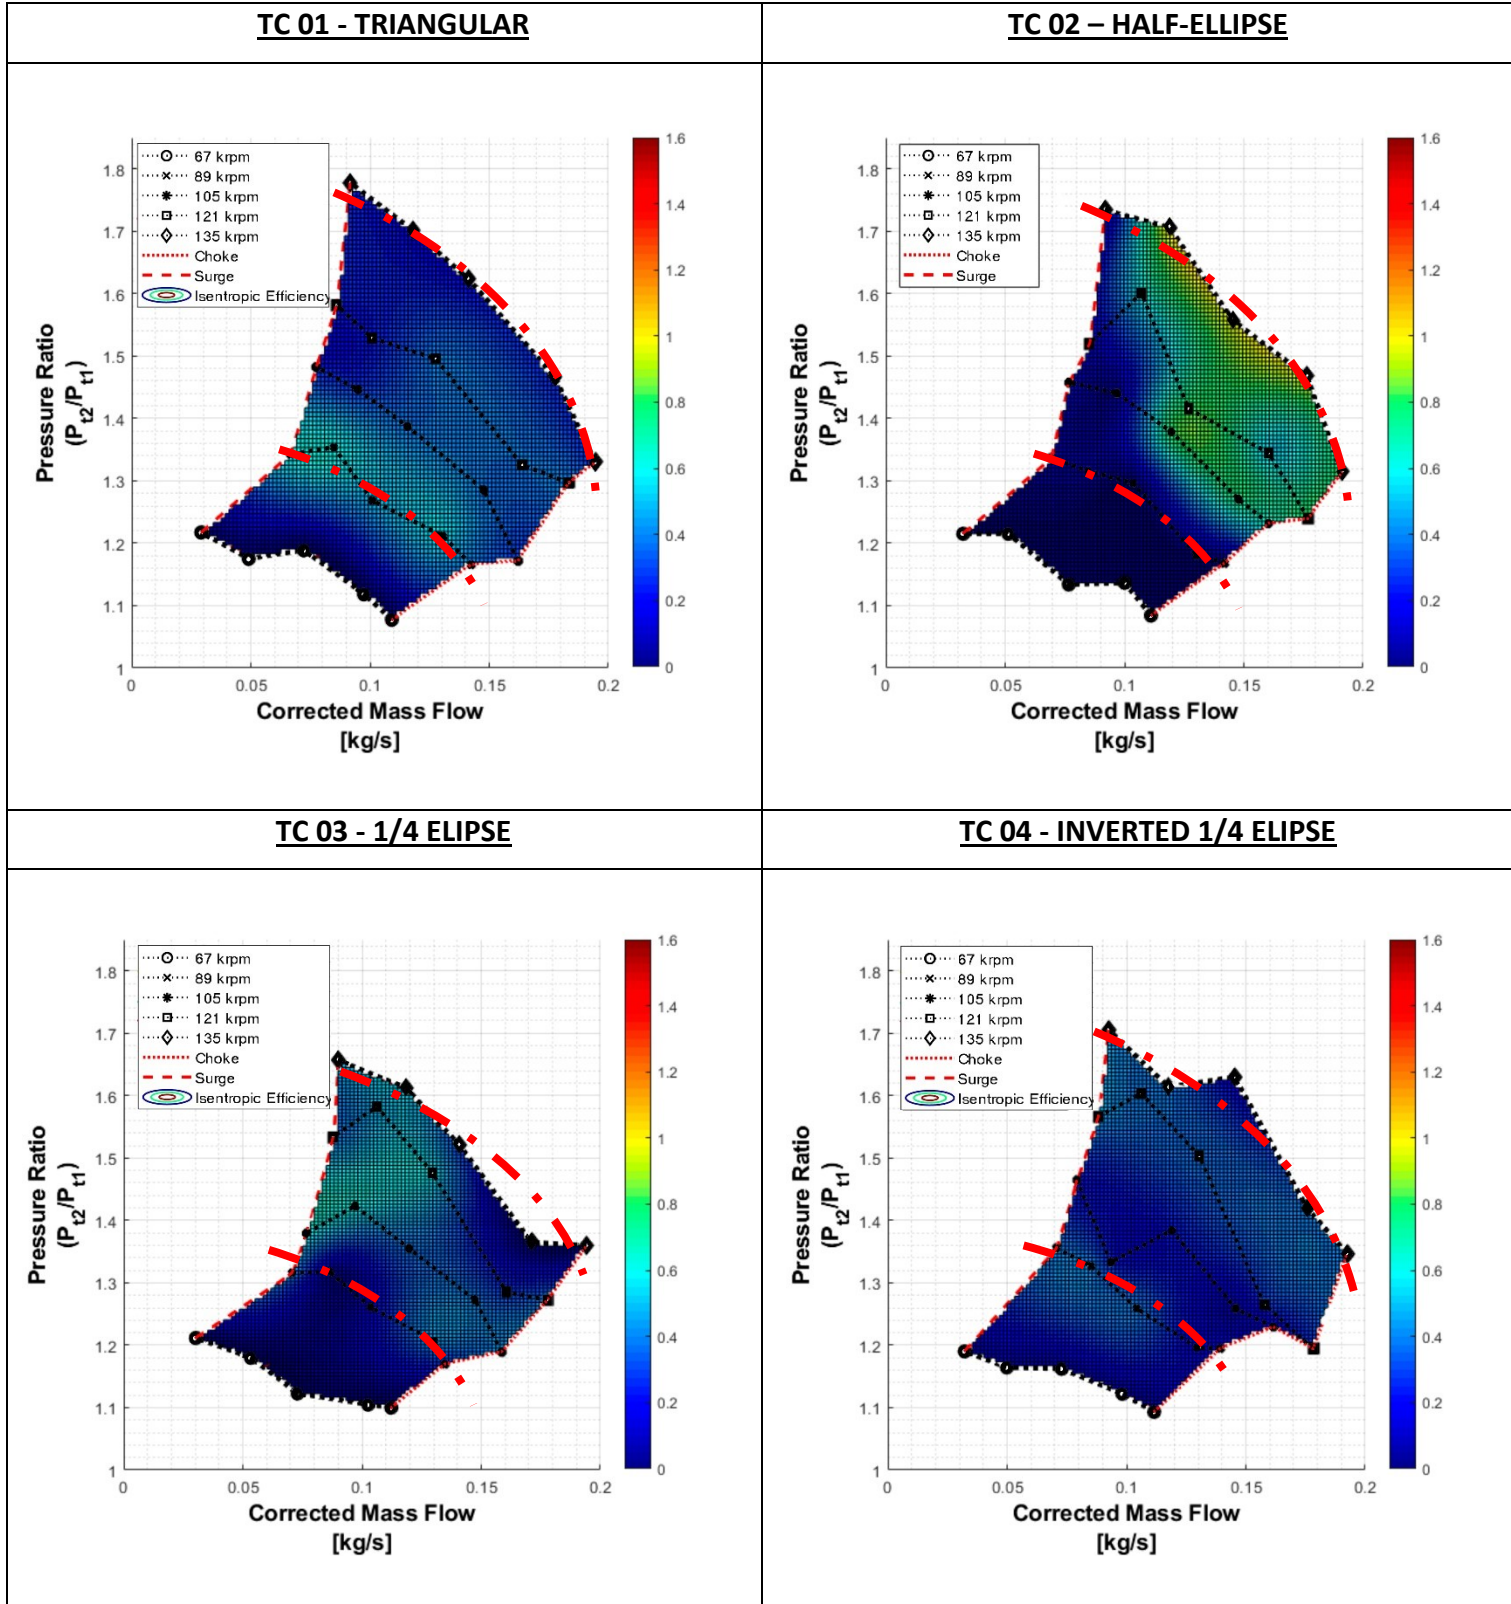 TC 01 - TRIANGULAR
TC 02 – HALF-ELLIPSE
67 krpm
89 krpm
105 krpm
121 krpm
135 krpm
Choke
Surge
Isentropic Efficiency
1.8
1.7
1.6
1.5
1.4
1.3
1.2
1.1
1
0
0.05
0.1
0.15
0.2
Pressure Ratio
(Pt2/Pt1)
Corrected Mass Flow
[kg/s]
1.6
1.4
1.2
1
0.8
0.6
0.4
0.2
0
67 krpm
89 krpm
105 krpm
121 krpm
135 krpm
Choke
Surge
1.8
1.7
1.6
1.5
1.4
1.3
1.2
1.1
1
0
0.05
0.1
0.15
0.2
Pressure Ratio
(Pt2/Pt1)
Corrected Mass Flow
[kg/s]
1.6
1.4
1.2
1
0.8
0.6
0.4
0.2
0
TC 03 - 1/4 ELIPSE
TC 04 - INVERTED 1/4 ELIPSE
67 krpm
89 krpm
105 krpm
121 krpm
135 krpm
Choke
Surge
Isentropic Efficiency
1.8
1.7
1.6
1.5
1.4
1.3
1.2
1.1
1
0
0.05
0.1
0.15
0.2
Pressure Ratio
(Pt2/Pt1)
Corrected Mass Flow
[kg/s]
1.6
1.4
1.2
1
0.8
0.6
0.4
0.2
0
67 krpm
89 krpm
105 krpm
121 krpm
135 krpm
Choke
Surge
Isentropic Efficiency
1.8
1.7
1.6
1.5
1.4
1.3
1.2
1.1
1
0
0.05
0.1
0.15
0.2
Pressure Ratio
(Pt2/Pt1)
Corrected Mass Flow
[kg/s]
1.6
1.4
1.2
1
0.8
0.6
0.4
0.2
0